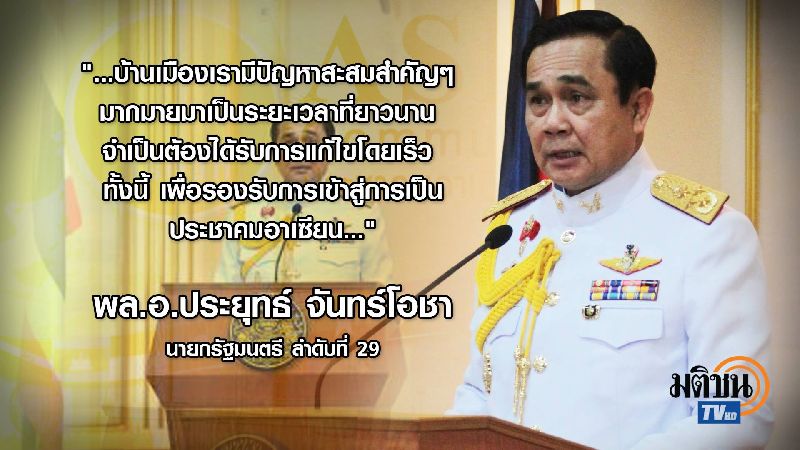 "...บ้านเมืองเรามีปัญหาสะสมสำคัญๆ
มากมายมาเป็นระยะเวลาที่ยาวนาน
จำเป็นต้องได้รับการแก้ไขโดยเร็ว
ทั้งนี้ เพื่อรองรับการเข้าสู่การเป็น
ประชาคมอาเซียน..."
พล.อ.ประยุทธ์ จันทร์โอชา
นายกรัฐมนตรี ลำดับที่ 29
มติชน
TV HD